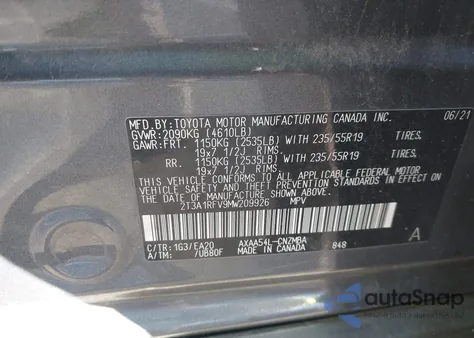 MFD.BY:TOYOTA MOTOR MANUFACTURING CANADA INC. 06/21
GVWR:2090KG (4610LB)
GAWR:FRT. 1150KG (2535LB) WITH 235/55R19 TIRES.
19x7 1/2J RIMS.
RR. 1150KG (2535LB) WITH 235/55R19 TIRES.
19x7 1/2J RIMS.
THIS VEHICLE CONFORMS TO ALL APPLICABLE FEDERAL MOTOR
VEHICLE SAFETY AND THEFT PREVENTION STANDARDS IN
EFFECT ON THE DATE OF MANUFACTURE SHOWN ABOVE.
2T3A1RFV9MW209926 MPV
C/TR:1G3/EA20 AXAA54L-CNZMBA A
A/TM: /UB80F 848
autoSnap